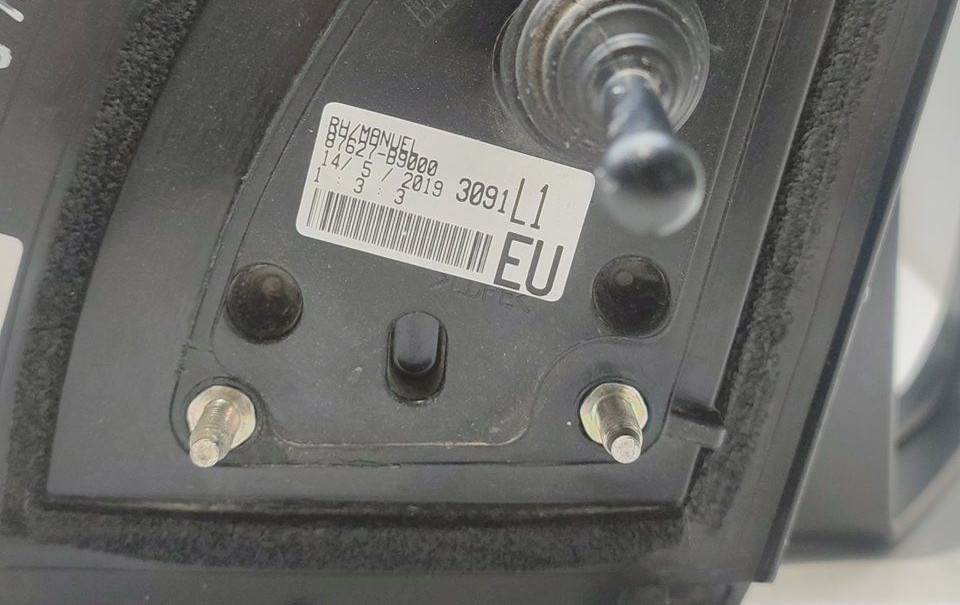 RH/MANUEL
87627-B9000
14/ 5 / 2019
3091
L1
1 : 3 : 3
EU